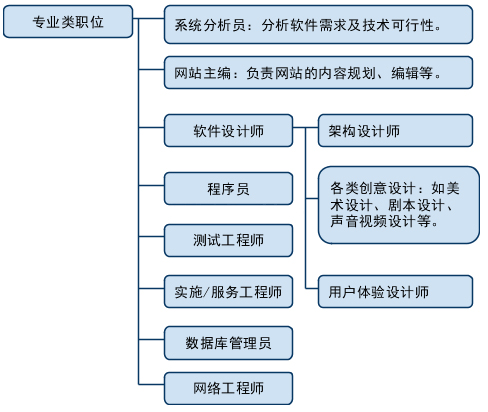 专业类职位
系统分析员：分析软件需求及技术可行性。
网站主编：负责网站的内容规划、编辑等。
软件设计师
架构设计师
程序员
各类创意设计：如美
术设计、剧本设计、
声音视频设计等。
测试工程师
实施/服务工程师
用户体验设计师
数据库管理员
网络工程师